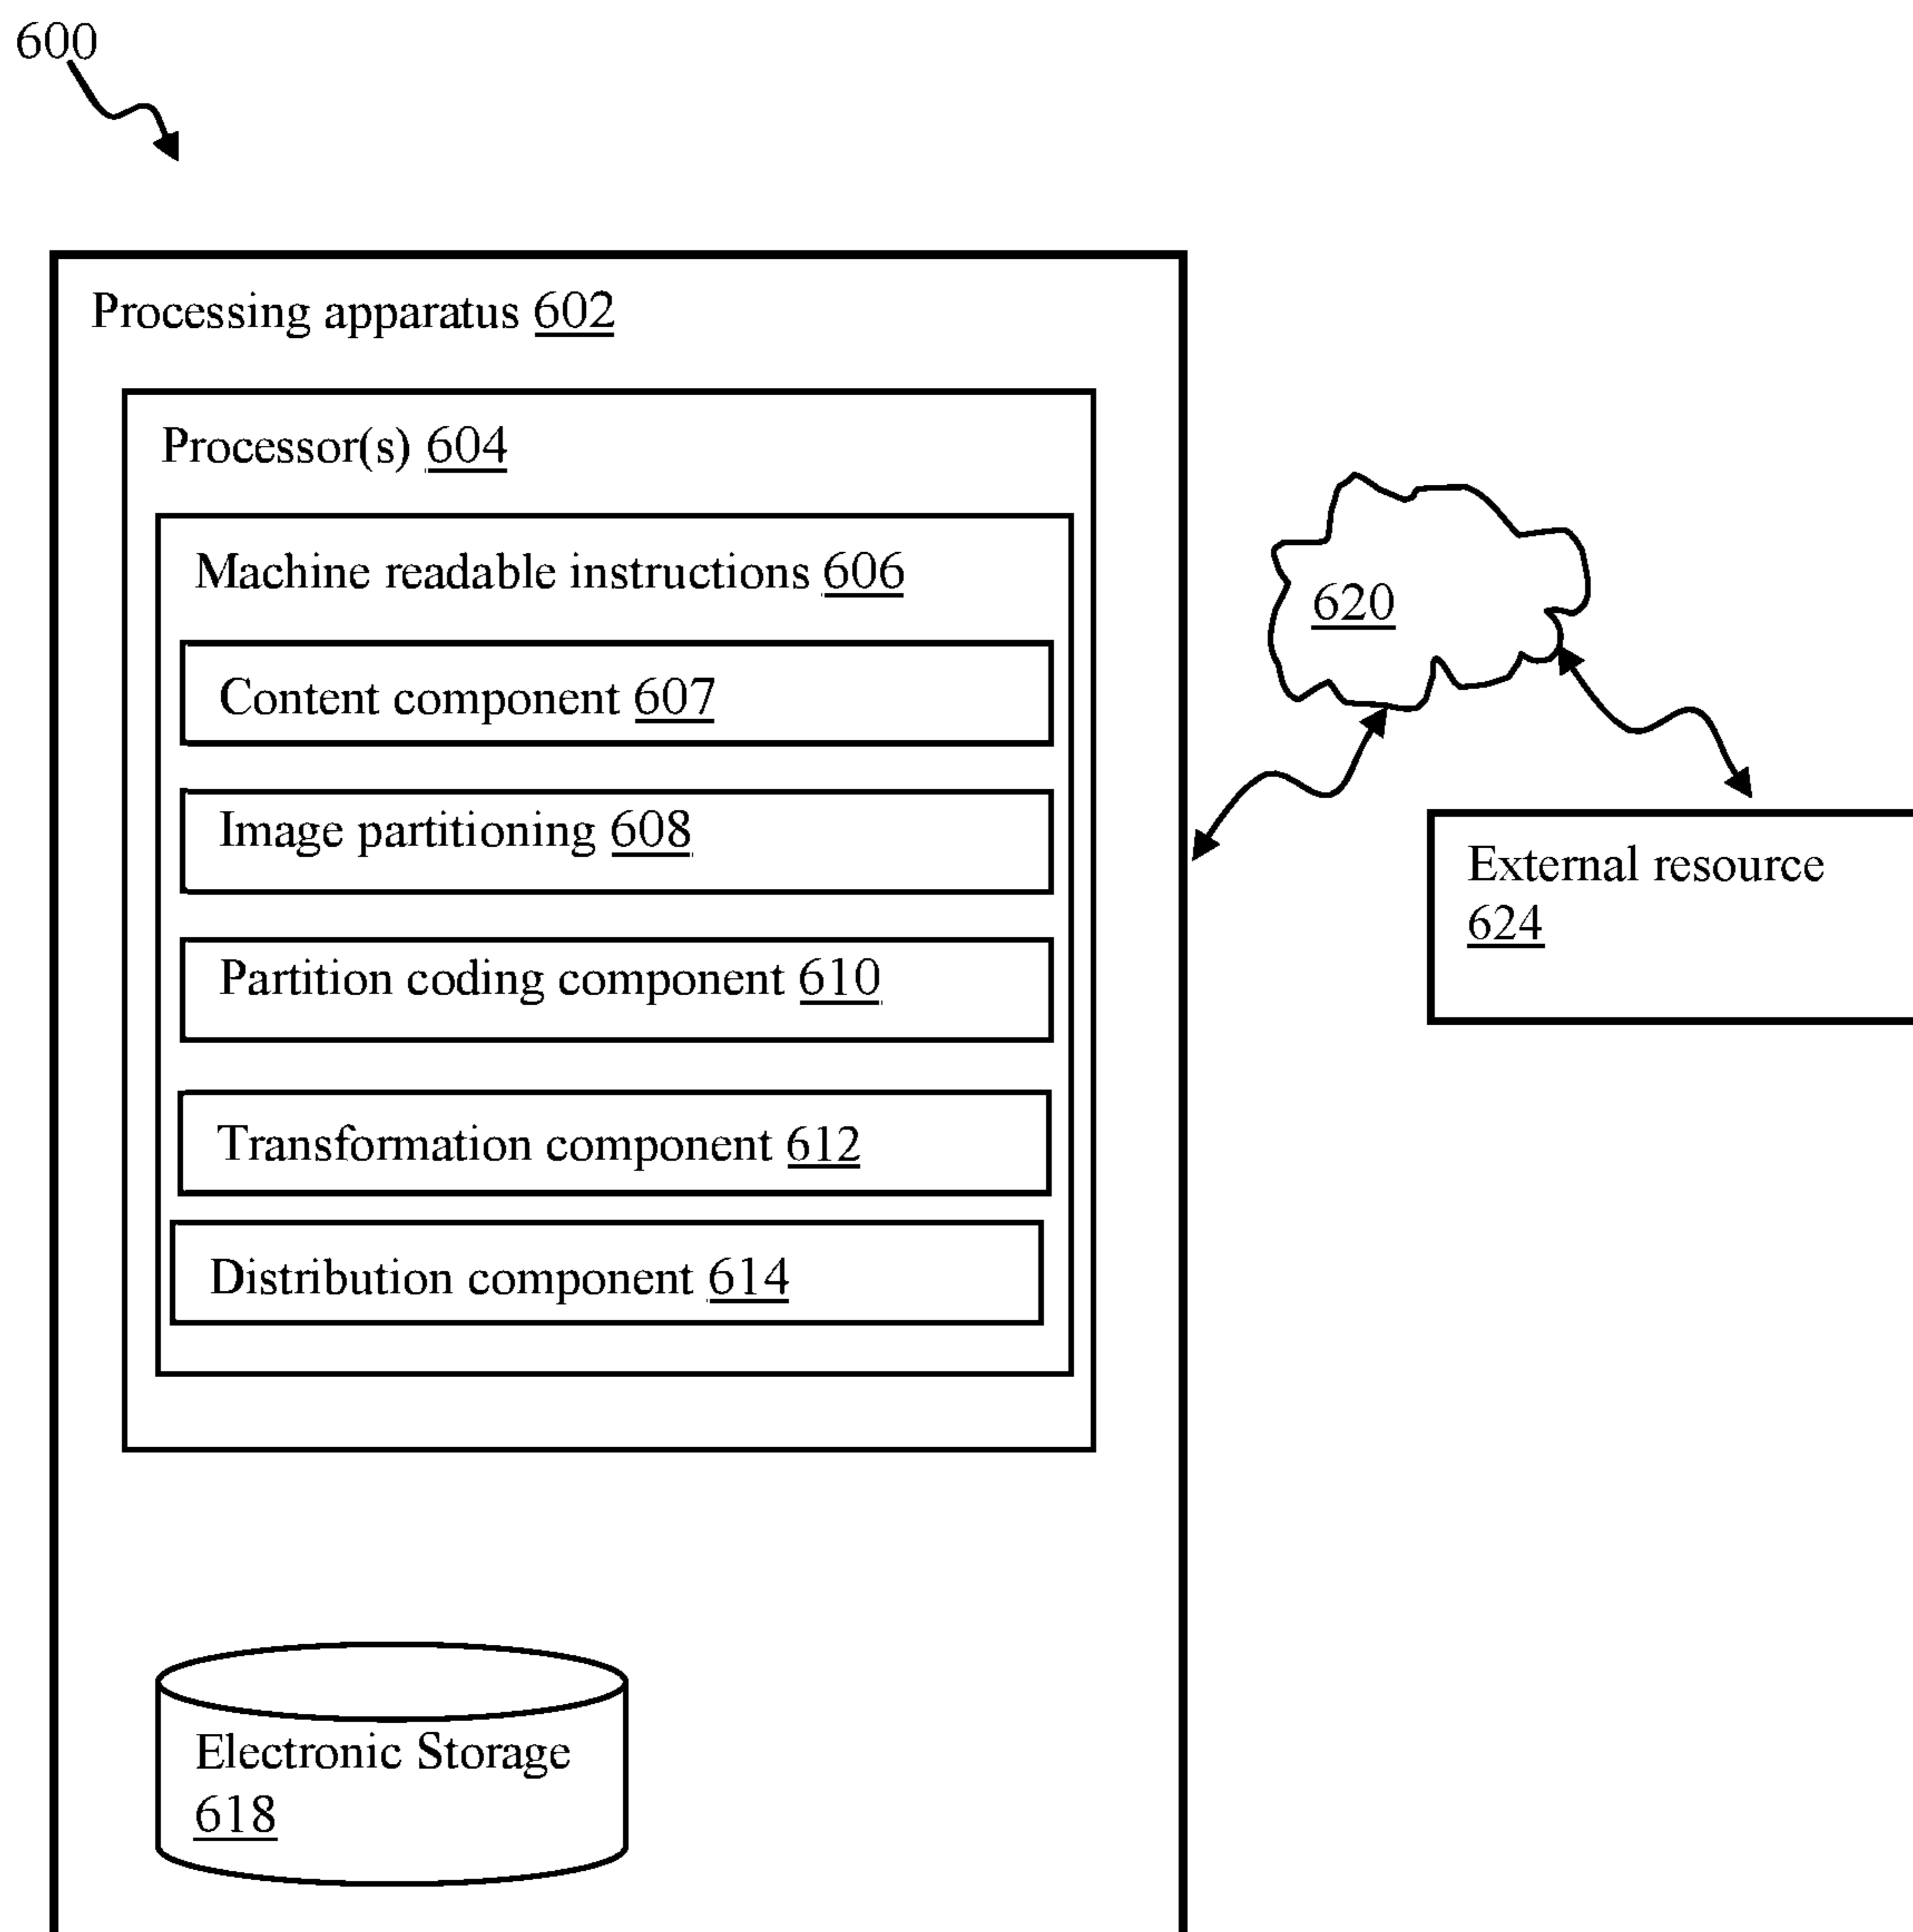 600
Processing apparatus 602
Processor(s) 604
Machine readable instructions 606
Content component 607
Image partitioning 608
Partition coding component 610
Transformation component 612
Distribution component 614
Electronic Storage
618
620
External resource
624